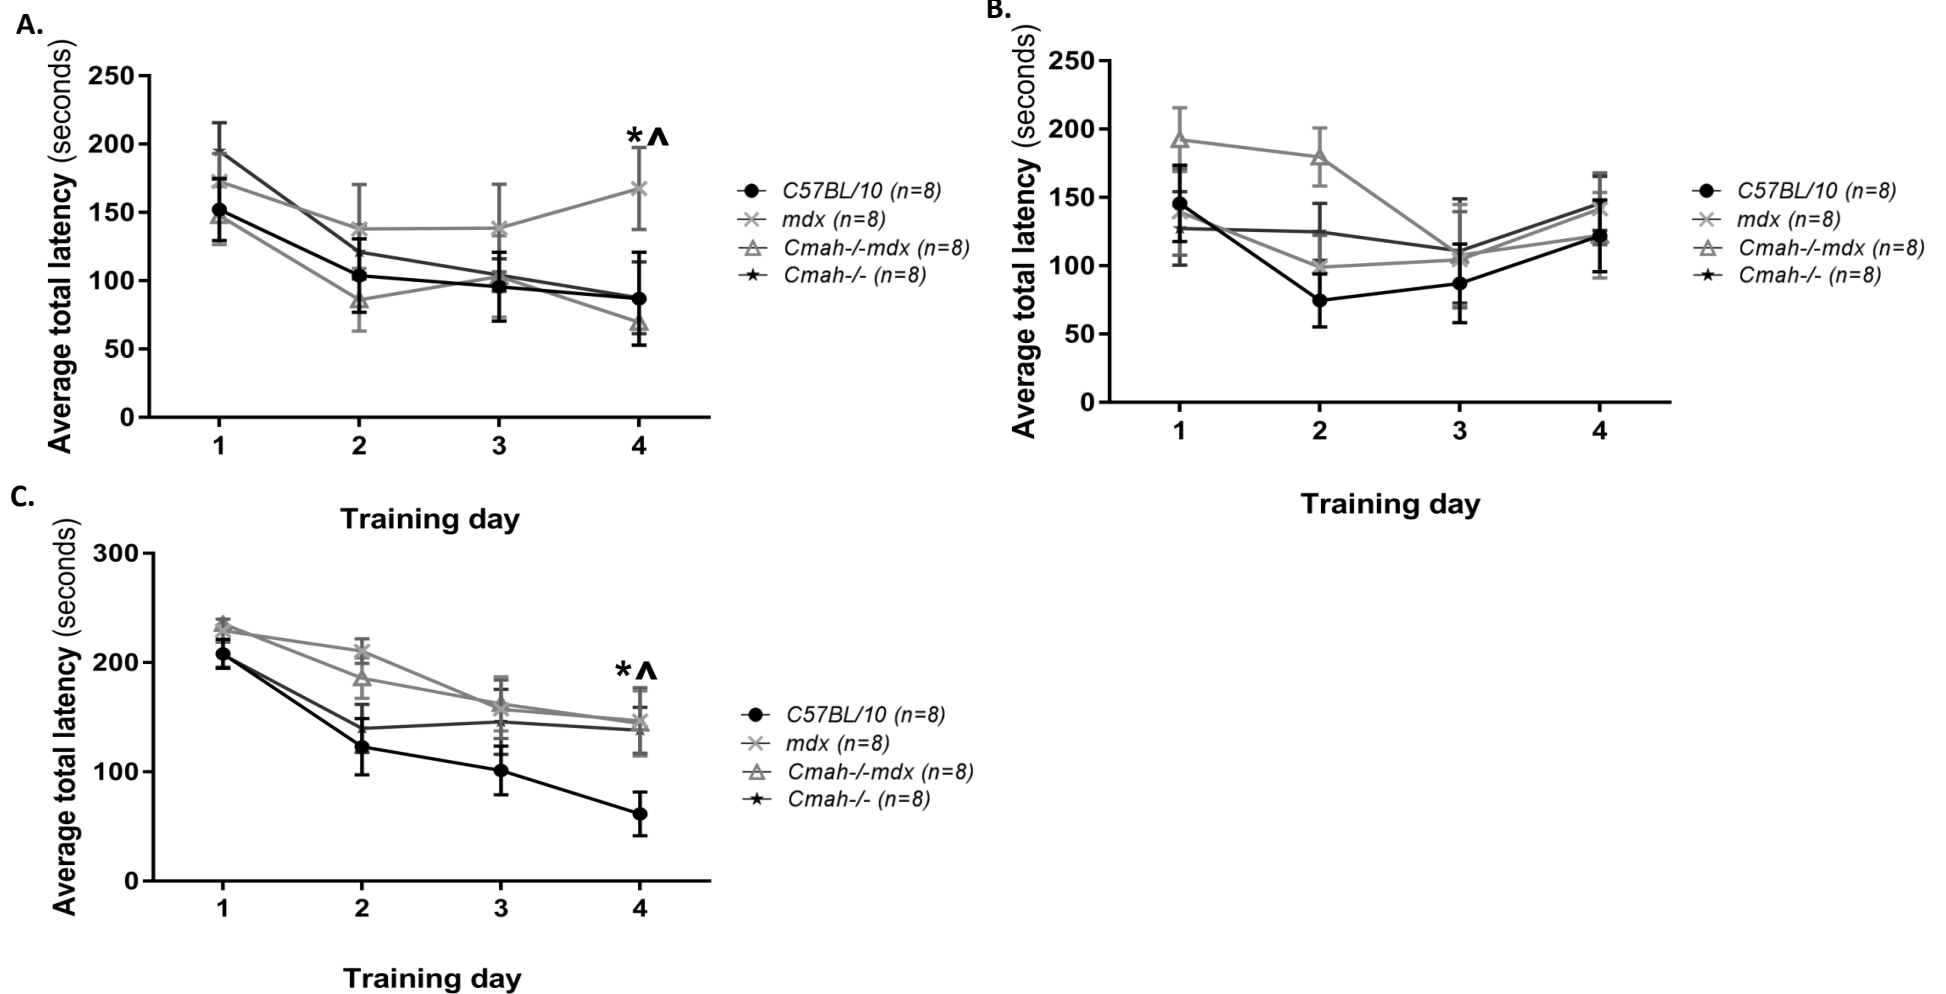 A.
Average total latency (seconds)
250
200
150
100
50
0
1 2 3 4
Training day
*^
C57BL/10 (n=8)
mdx (n=8)
Cmah-/-mdx (n=8)
Cmah-/- (n=8)
B.
Average total latency (seconds)
250
200
150
100
50
0
1 2 3 4
Training day
C57BL/10 (n=8)
mdx (n=8)
Cmah-/-mdx (n=8)
Cmah-/- (n=8)
C.
Average total latency (seconds)
300
200
100
0
1 2 3 4
Training day
*^
C57BL/10 (n=8)
mdx (n=8)
Cmah-/-mdx (n=8)
Cmah-/- (n=8)